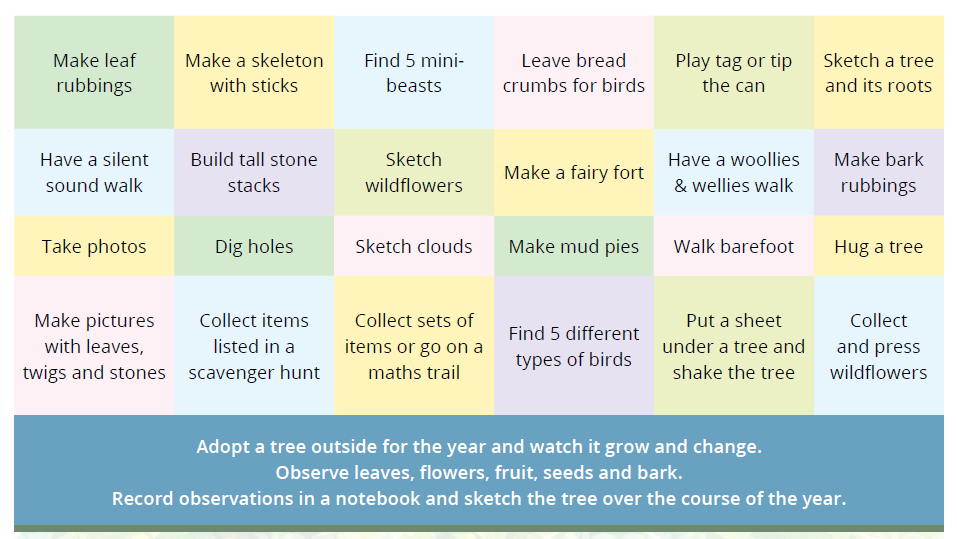 Make leaf
rubbings
Make a skeleton
with sticks
Find 5 mini-
beasts
Leave bread
crumbs for birds
Play tag or tip
the can
Sketch a tree
and its roots
Have a silent
sound walk
Build tall stone
stacks
Sketch
wildflowers
Make a fairy fort
Have a woollies
& wellies walk
Make bark
rubbings
Take photos
Dig holes
Sketch clouds
Make mud pies
Walk barefoot
Hug a tree
Make pictures
with leaves,
twigs and stones
Collect items
listed in a
scavenger hunt
Collect sets of
items or go on a
maths trail
Find 5 different
types of birds
Put a sheet
under a tree and
shake the tree
Collect
and press
wildflowers
Adopt a tree outside for the year and watch it grow and change.
Observe leaves, flowers, fruit, seeds and bark.
Record observations in a notebook and sketch the tree over the course of the year.